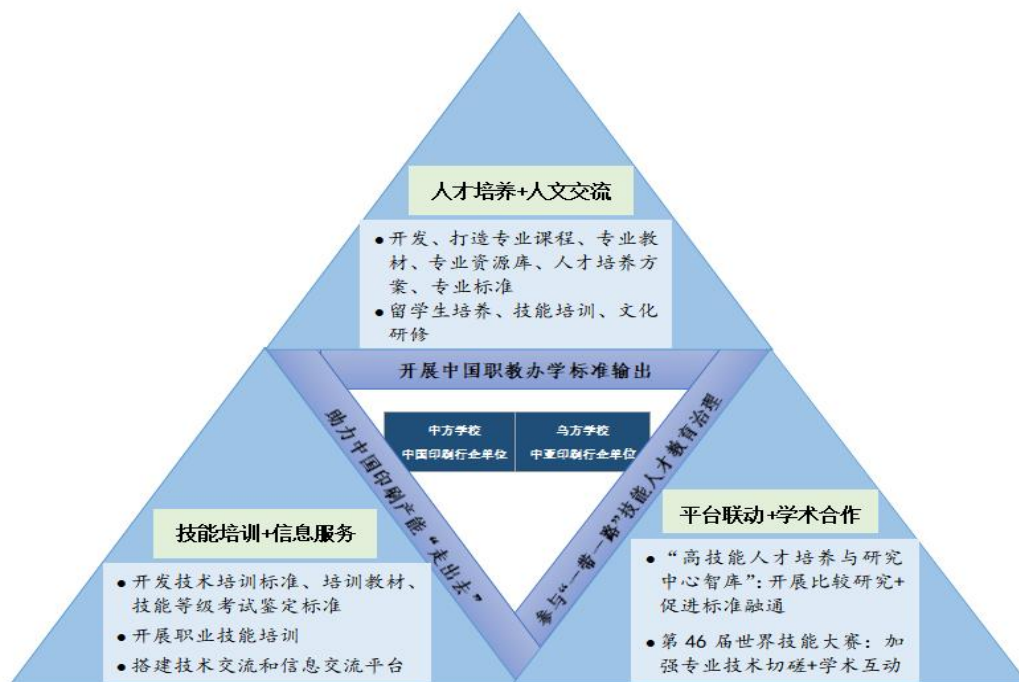 人才培养+人文交流
● 开发、打造专业课程、专业教
材、专业资源库、人才培养方
案、专业标准
● 留学生培养、技能培训、文化
研修
开展中国职教办学标准输出
助力中国印刷产能“走出去”
参与“一带一路”技能人才教育治理
中方学校
中国印刷行企单位
乌方学校
中亚印刷行企单位
技能培训+信息服务
● 开发技术培训标准、培训教材、
技能等级考试鉴定标准
● 开展职业技能培训
● 搭建技术交流和信息交流平台
平台联动+学术合作
● “高技能人才培养与研究
中心智库”:开展比较研究+
促进标准融通
● 第 46 届世界技能大赛：加
强专业技术切磋+学术互动